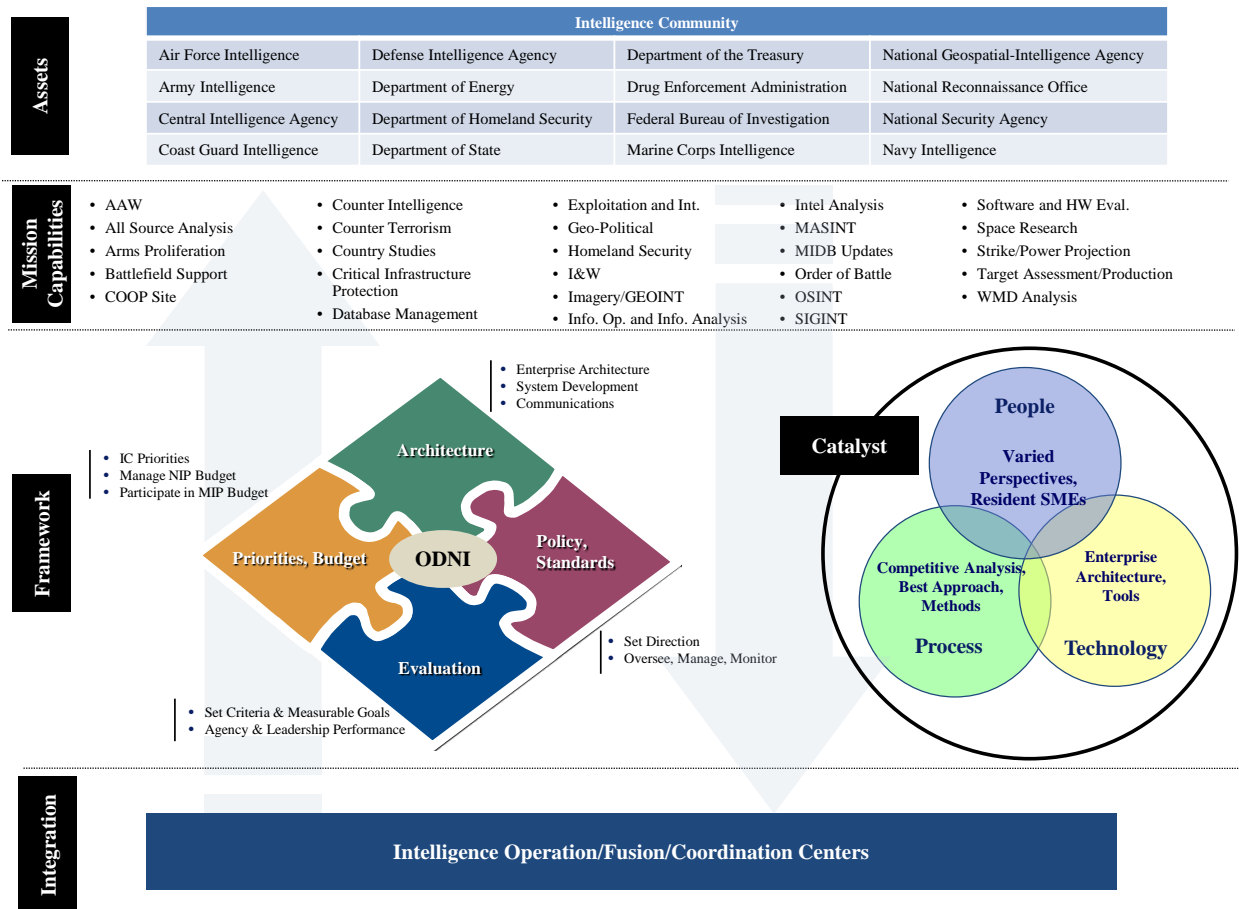 Assets
Intelligence Community
Air Force Intelligence
Defense Intelligence Agency
Department of the Treasury
National Geospatial-Intelligence Agency
Army Intelligence
Department of Energy
Drug Enforcement Administration
National Reconnaissance Office
Central Intelligence Agency
Department of Homeland Security
Federal Bureau of Investigation
National Security Agency
Coast Guard Intelligence
Department of State
Marine Corps Intelligence
Navy Intelligence
Mission
Capabilities
• AAW
• All Source Analysis
• Arms Proliferation
• Battlefield Support
• COOP Site
• Counter Intelligence
• Counter Terrorism
• Country Studies
• Critical Infrastructure
Protection
• Database Management
• Exploitation and Int.
• Geo-Political
• Homeland Security
• I&W
• Imagery/GEOINT
• Info. Op. and Info. Analysis
• Intel Analysis
• MASINT
• MIDB Updates
• Order of Battle
• OSINT
• SIGINT
• Software and HW Eval.
• Space Research
• Strike/Power Projection
• Target Assessment/Production
• WMD Analysis
Framework
• Enterprise Architecture
• System Development
• Communications
• IC Priorities
• Manage NIP Budget
• Participate in MIP Budget
Architecture
Priorities, Budget
ODNI
Policy,
Standards
Evaluation
• Set Direction
• Oversee, Manage, Monitor
• Set Criteria & Measurable Goals
• Agency & Leadership Performance
Catalyst
People
Varied
Perspectives,
Resident SMEs
Competitive Analysis,
Best Approach,
Methods
Process
Enterprise
Architecture,
Tools
Technology
Integration
Intelligence Operation/Fusion/Coordination Centers